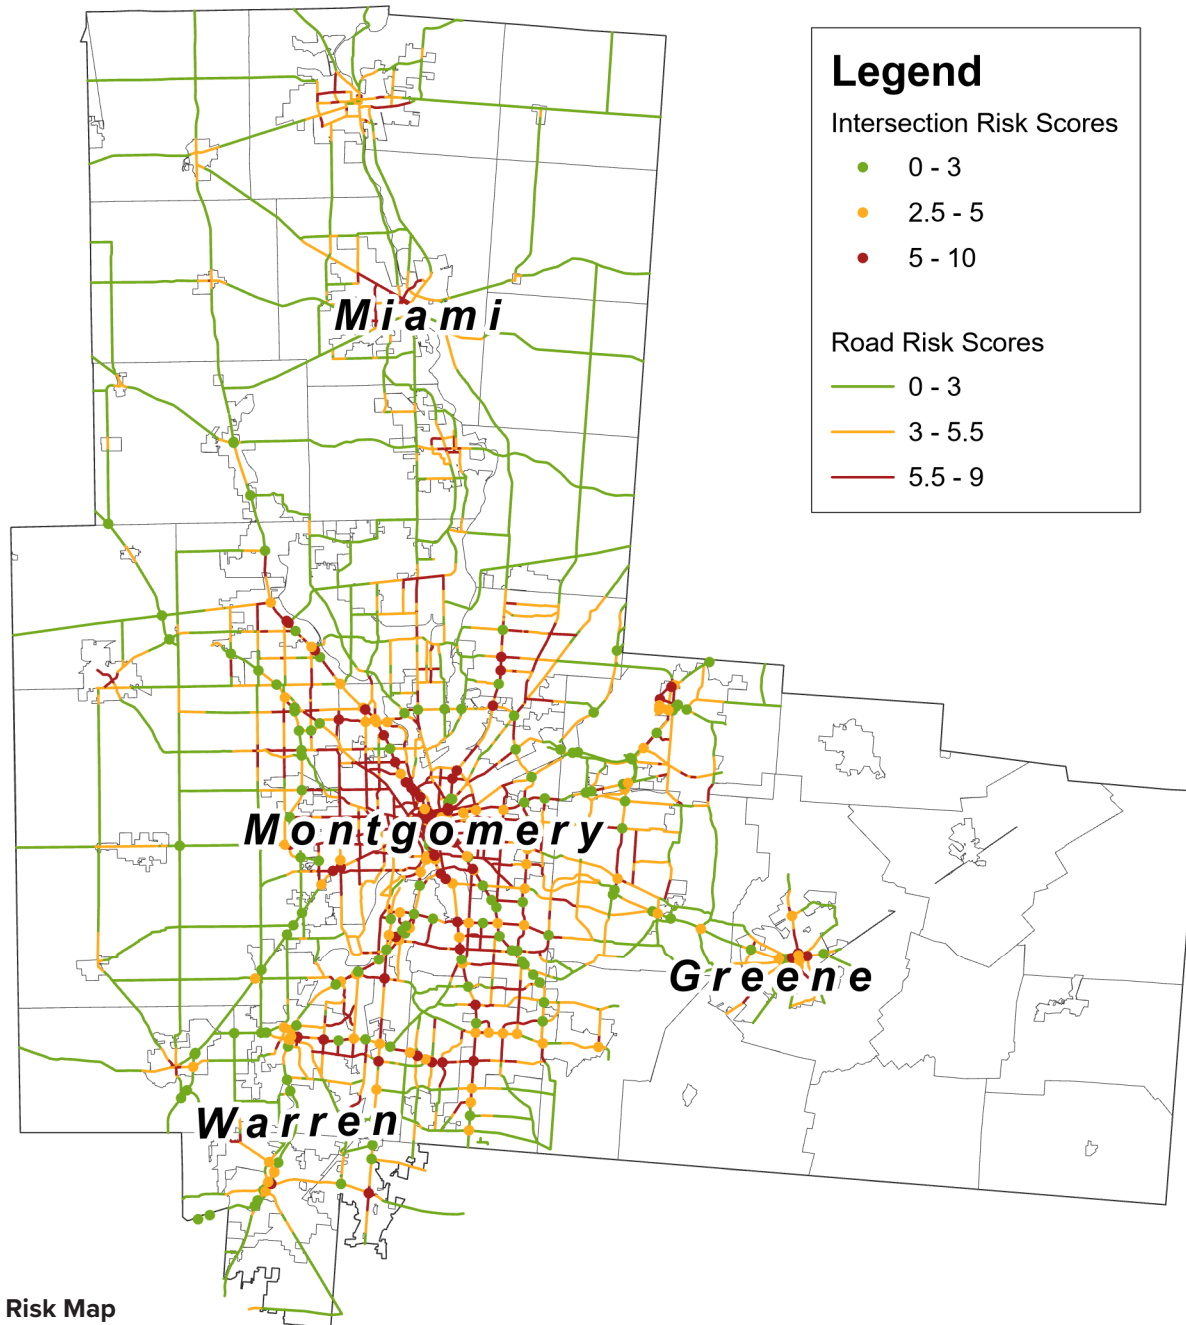 Legend
Intersection Risk Scores
0 - 3
2.5 - 5
5 - 10
Road Risk Scores
0 - 3
3 - 5.5
5.5 - 9
Miami
Montgomery
Greene
Warren
Risk Map